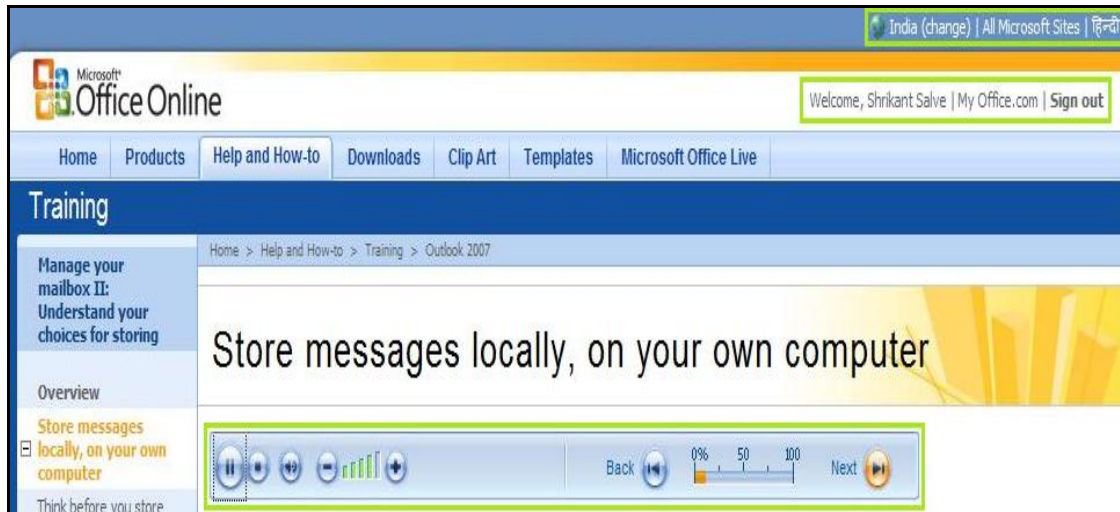 India (change) | All Microsoft Sites | हिन्दी
Microsoft
Office Online
Welcome, Shrikant Salve | My Office.com | Sign out
Home Products Help and How-to Downloads Clip Art Templates Microsoft Office Live
Training
Manage your
mailbox II:
Understand your
choices for storing
Overview
Store messages
locally, on your own
computer
Think before you store
Home > Help and How-to > Training > Outlook 2007
Store messages locally, on your own computer
Back 0% 50 100 Next